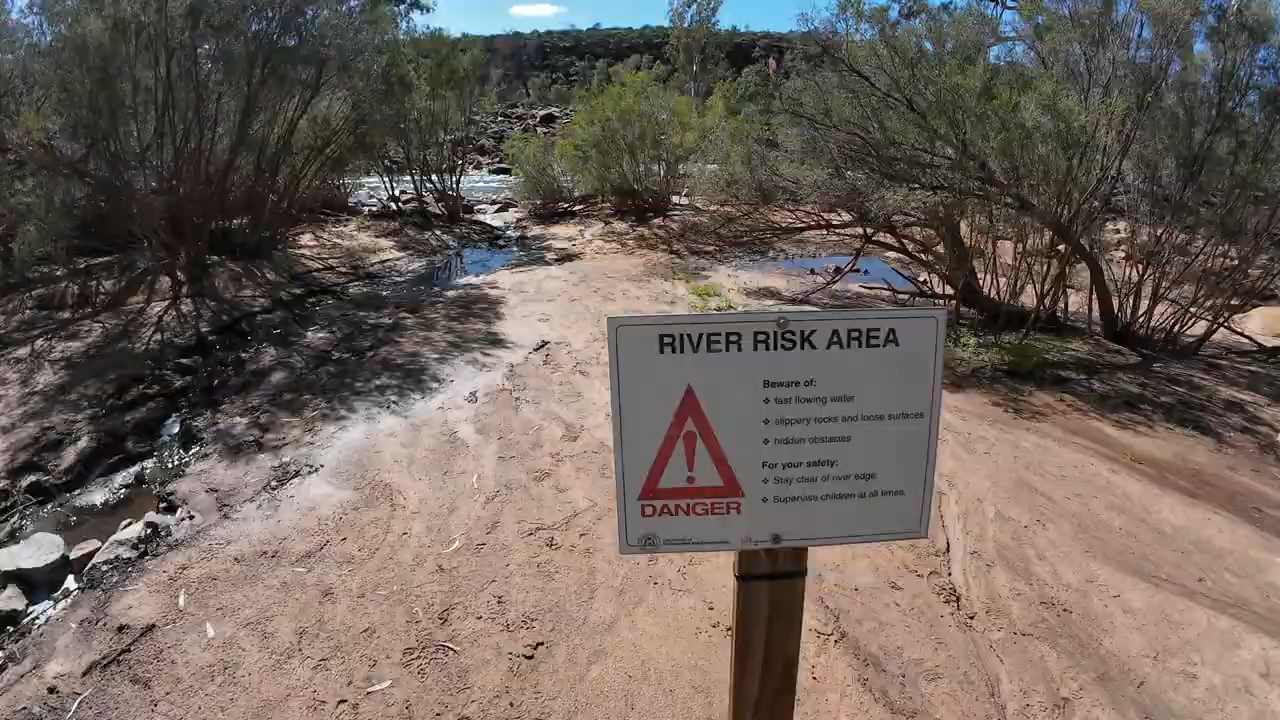 RIVER RISK AREA
Beware of:
❖ fast flowing water
❖ slippery rocks and loose surfaces
❖ hidden obstacles
For your safety:
❖ Stay clear of river edge.
❖ Supervise children at all times.
DANGER